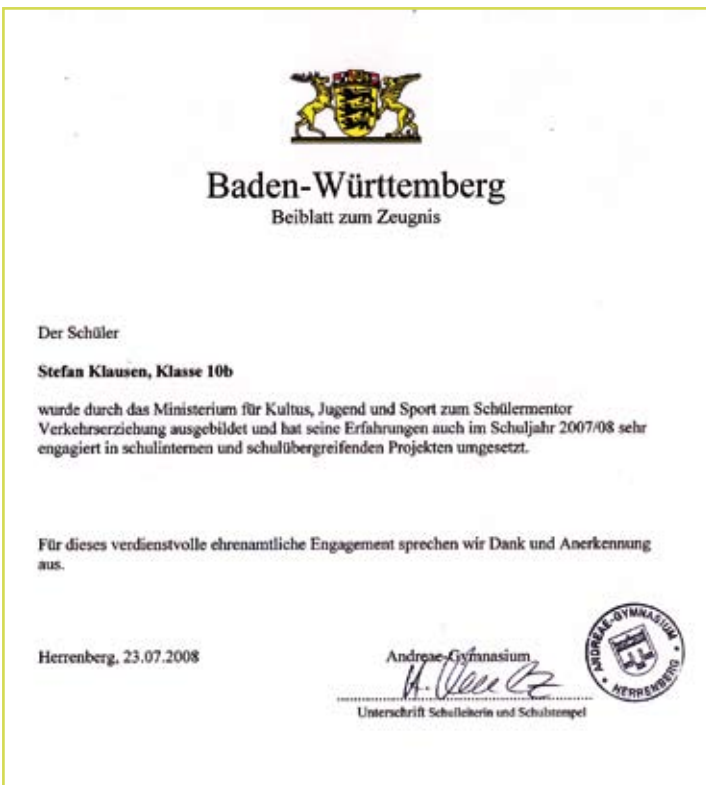 Baden-Württemberg
Beiblatt zum Zeugnis
Der Schüler
Stefan Klausen, Klasse 10b
wurde durch das Ministerium für Kultus, Jugend und Sport zum Schülermentor
Verkehrserziehung ausgebildet und hat seine Erfahrungen auch im Schuljahr 2007/08 sehr
engagiert in schulinternen und schulübergreifenden Projekten umgesetzt.
Für dieses verdienstvolle ehrenamtliche Engagement sprechen wir Dank und Anerkennung
aus.
Herrenberg, 23.07.2008
Andreae-Gymnasium
Unterschrift Schulleiterin und Schulstempel
ANDREAE-GYMNASIUM
HERRENBERG